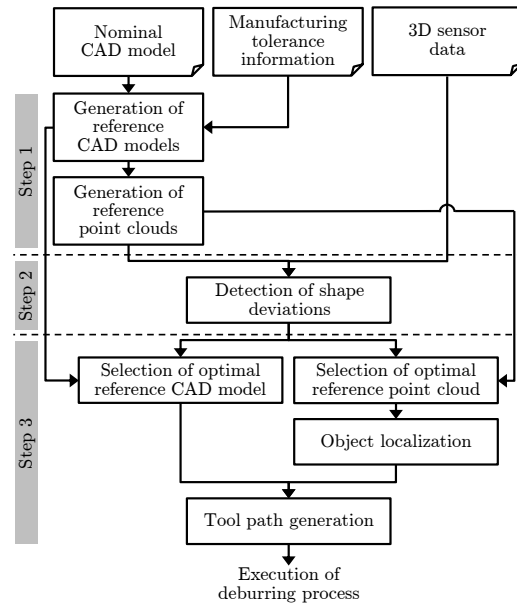 Nominal
CAD model
Manufacturing
tolerance
information
3D sensor
data
Step 1
Generation of
reference
CAD models
Generation of
reference
point clouds
Step 2
Detection of shape
deviations
Step 3
Selection of optimal
reference CAD model
Selection of optimal
reference point cloud
Object localization
Tool path generation
Execution of
deburring process